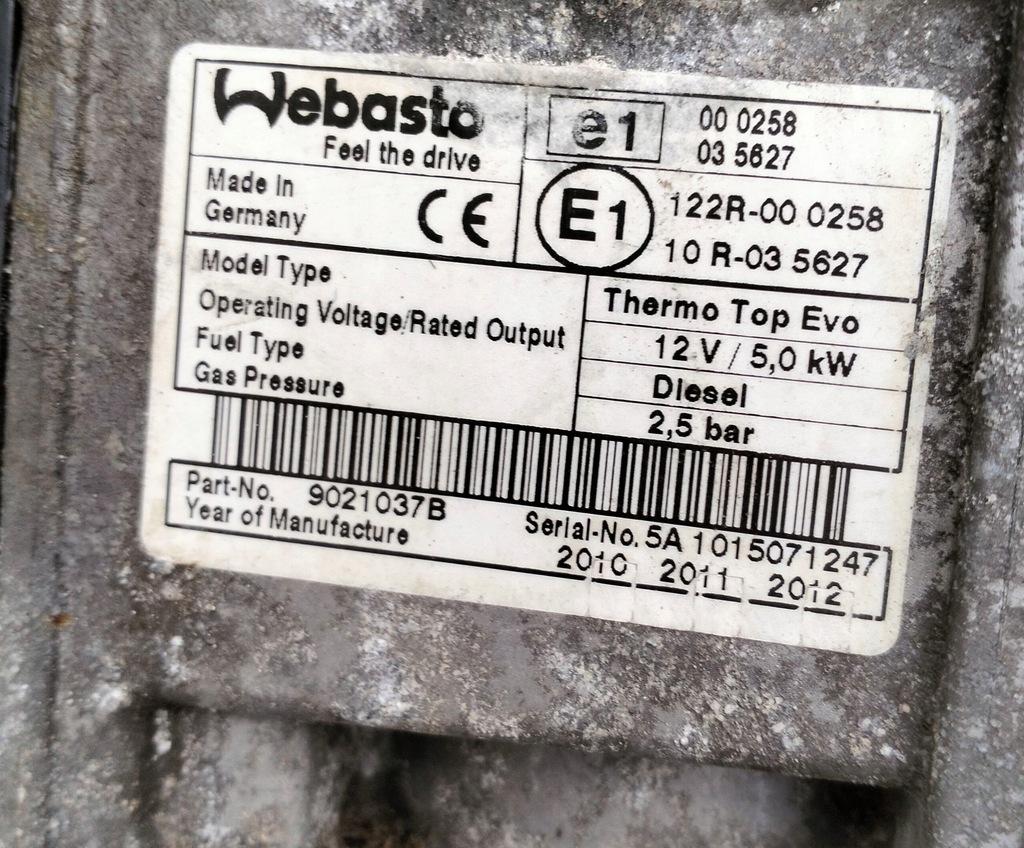 Webasto
Feel the drive
e1
00 0258
03 5627
Made in
Germany
CE
E1
122R-00 0258
10 R-03 5627
Model Type
Thermo Top Evo
Operating Voltage/Rated Output
12 V / 5,0 kW
Fuel Type
Diesel
Gas Pressure
2,5 bar
Part-No. 9021037B
Serial-No. 5A 1015071247
Year of Manufacture
2010 2011 2012